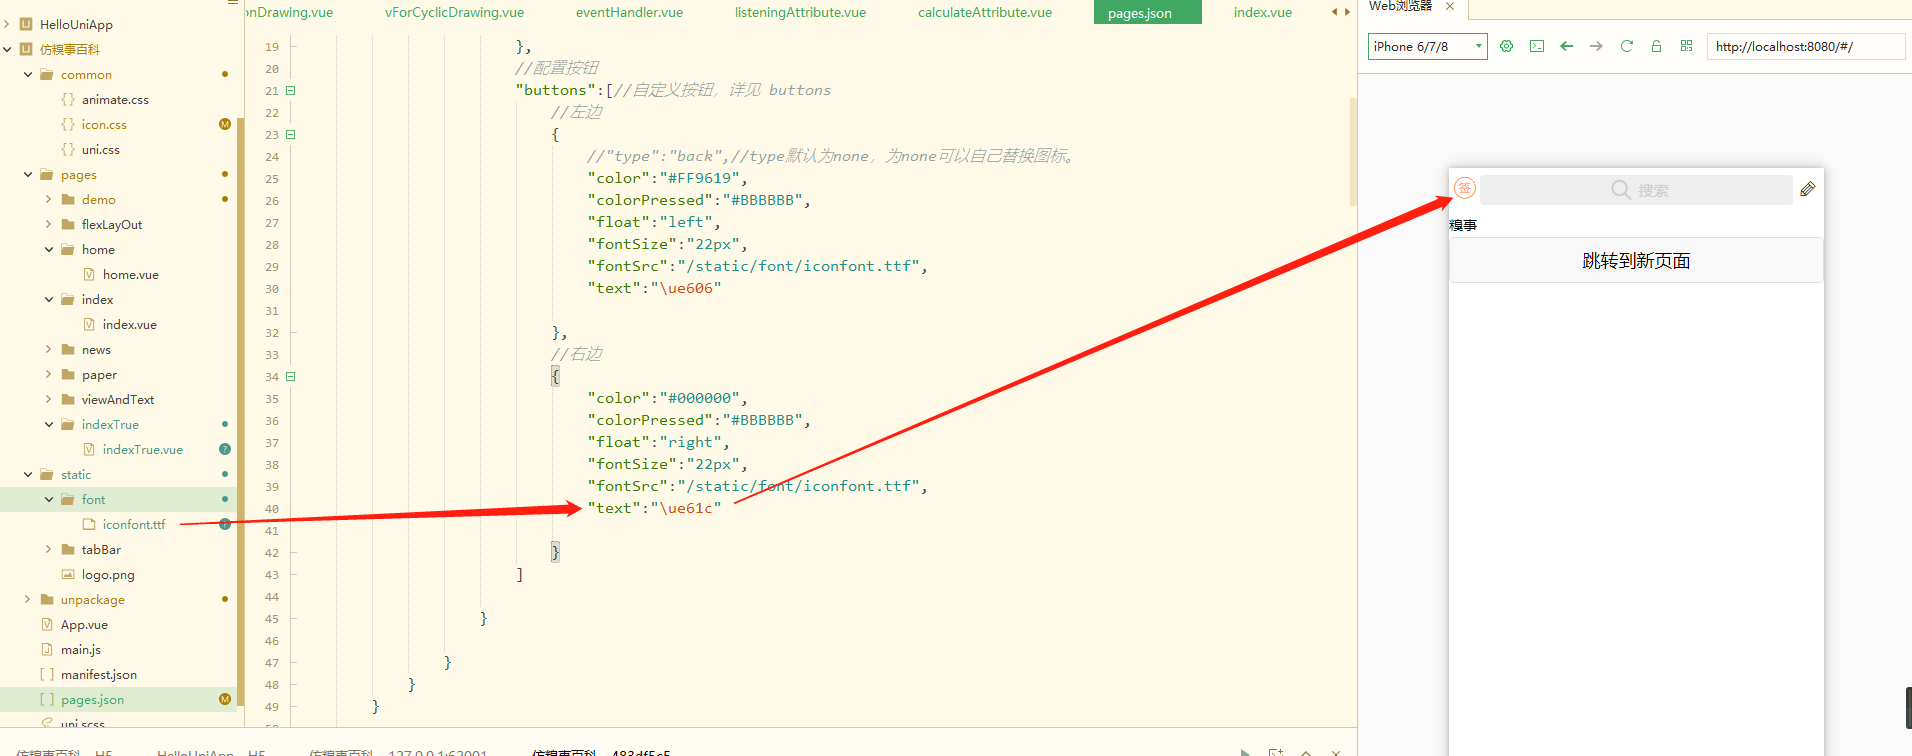 HelloUniApp
仿糗事百科
common
animate.css
icon.css
M
uni.css
pages
demo
flexLayOut
home
home.vue
index
index.vue
news
paper
viewAndText
indexTrue
indexTrue.vue
?
static
font
iconfont.ttf
tabBar
logo.png
unpackage
App.vue
main.js
manifest.json
pages.json
M
uni.scss
onDrawing.vue vForCyclicDrawing.vue eventHandler.vue listeningAttribute.vue calculateAttribute.vue pages.json index.vue
19 },
20 //配置按钮
21 "buttons":[//自定义按钮，详见 buttons
22 //左边
23 {
24 //"type":"back",//type默认为none，为none可以自己替换图标。
25 "color":"#FF9619",
26 "colorPressed":"#BBBBBB",
27 "float":"left",
28 "fontSize":"22px",
29 "fontSrc":"/static/font/iconfont.ttf",
30 "text":"\ue606"
31
32 },
33 //右边
34 {
35 "color":"#000000",
36 "colorPressed":"#BBBBBB",
37 "float":"right",
38 "fontSize":"22px",
39 "fontSrc":"/static/font/iconfont.ttf",
40 "text":"\ue61c"
41
42 }
43 ]
44
45 }
46
47 }
48 }
49 }
仿糗事百科 - H5 HelloUniApp - H5 仿糗事百科 - 127.0.0.1:62001 仿糗事百科 - 483df5c5
Web浏览器
iPhone 6/7/8
http://localhost:8080/#/
签
搜索
糗事
跳转到新页面